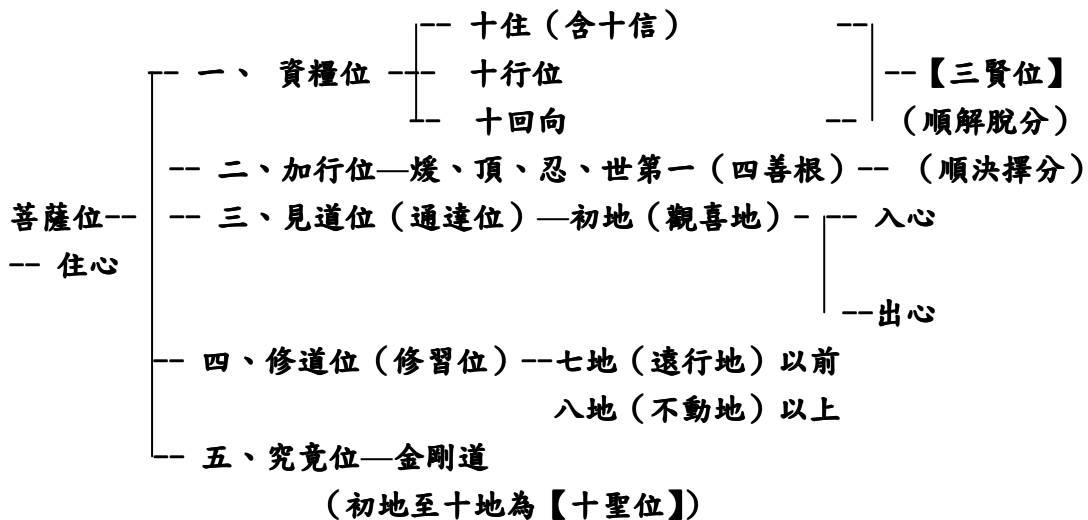 -- 十住（含十信） --
-- 一、 資糧位 --- 十行位 --【三賢位】
-- 十回向 -- （順解脫分）
-- 二、加行位—煖、頂、忍、世第一（四善根）-- （順決擇分）
菩薩位-- -- 三、見道位（通達位）—初地（觀喜地）- -- 入心
-- 住心
--出心
-- 四、修道位（修習位）--七地（遠行地）以前
八地（不動地）以上
-- 五、究竟位—金剛道
（初地至十地為【十聖位】）